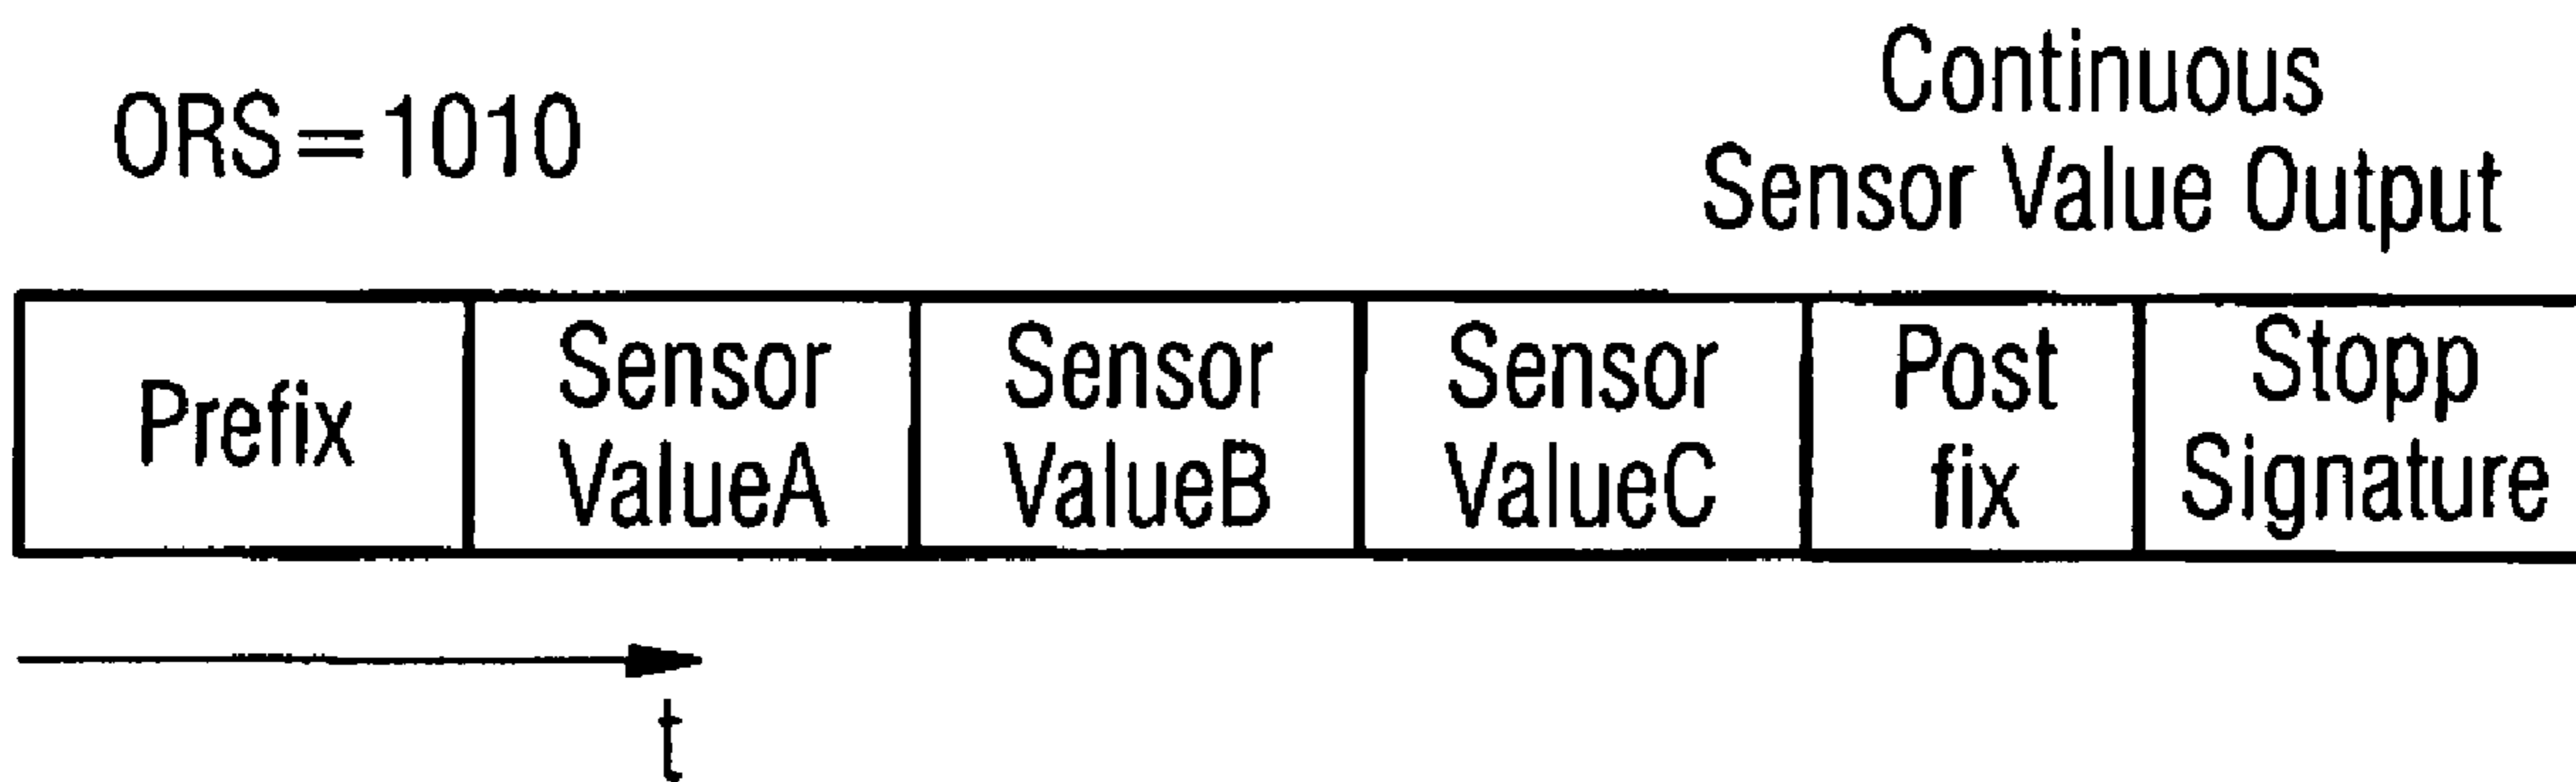 ORS=1010
Continuous
Sensor Value Output
Prefix
Sensor
ValueA
Sensor
ValueB
Sensor
ValueC
Post
fix
Stopp
Signature
t